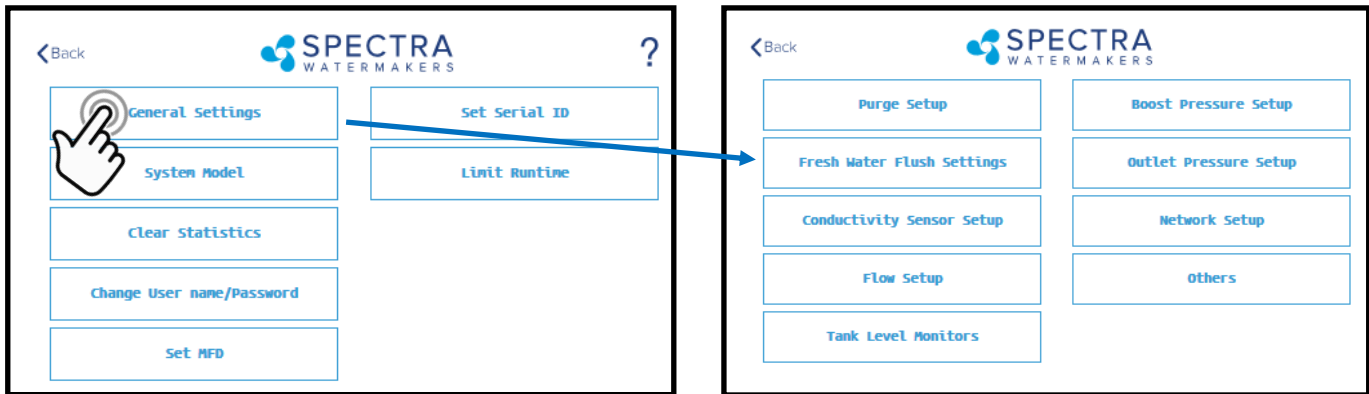 Back
SPECTRA
WATERMAKERS
?
General Settings
Set Serial ID
System Model
Limit Runtime
Clear Statistics
Change User name/Password
Set MFD
Back
SPECTRA
WATERMAKERS
Purge Setup
Boost Pressure Setup
Fresh Water Flush Settings
Outlet Pressure Setup
Conductivity Sensor Setup
Network Setup
Flow Setup
Others
Tank Level Monitors